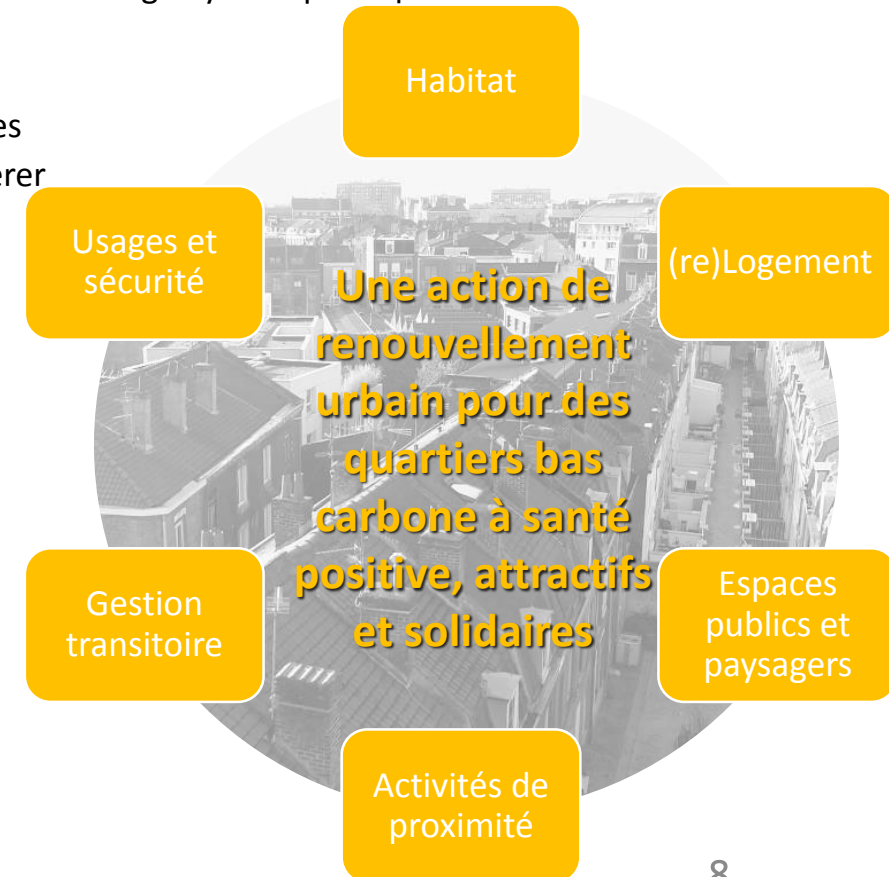 Habitat
es
érer
Usages et
sécurité
(re)Logement
Une action de
renouvellement
urbain pour des
quartiers bas
carbone à santé
positive, attractifs
et solidaires
Gestion
transitoire
Espaces
publics et
paysagers
Activités de
proximité
8